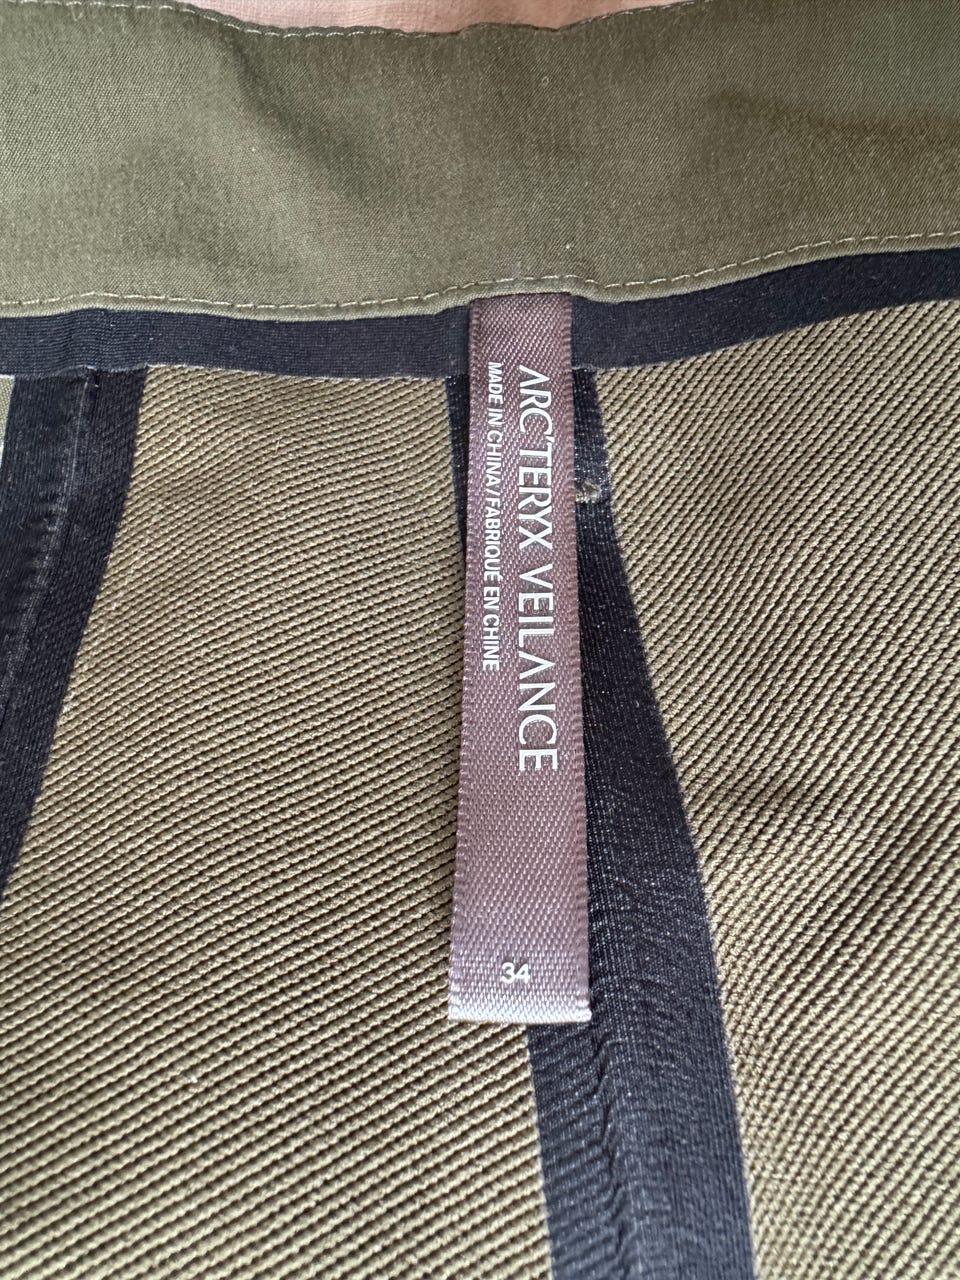 ARC'TERYX VEILANCE
MADE IN CHINA/FABRIQUE EN CHINE
34